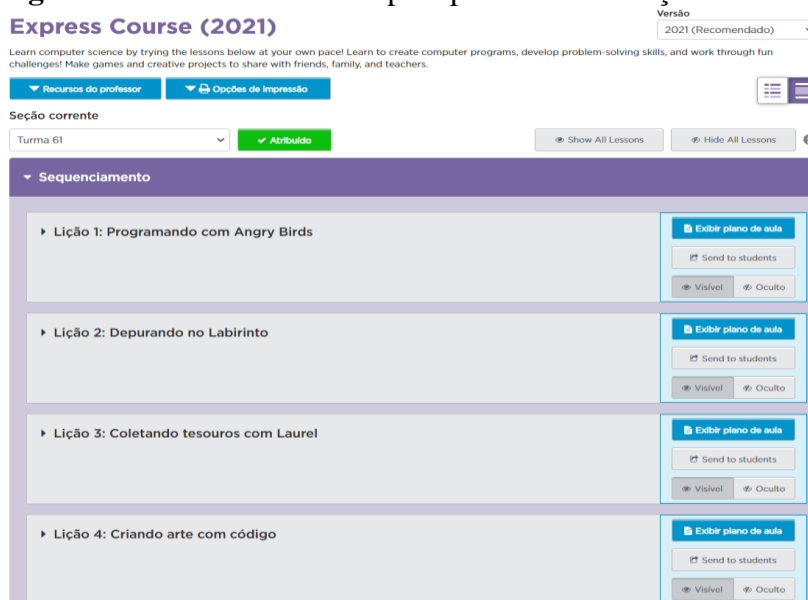 Express Course (2021)
Versão
2021 (Recomendado)
Learn computer science by trying the lessons below at your own pace! Learn to create computer programs, develop problem-solving skills, and work through fun
challenges! Make games and creative projects to share with friends, family, and teachers.
Recursos do professor
Opções de impressão
Seção corrente
Turma 61
Atribuído
Show All Lessons
Hide All Lessons
Sequenciamento
Lição 1: Programando com Angry Birds
Exibir plano de aula
Send to students
Visível Oculto
Lição 2: Depurando no Labirinto
Exibir plano de aula
Send to students
Visível Oculto
Lição 3: Coletando tesouros com Laurel
Exibir plano de aula
Send to students
Visível Oculto
Lição 4: Criando arte com código
Exibir plano de aula
Send to students
Visível Oculto